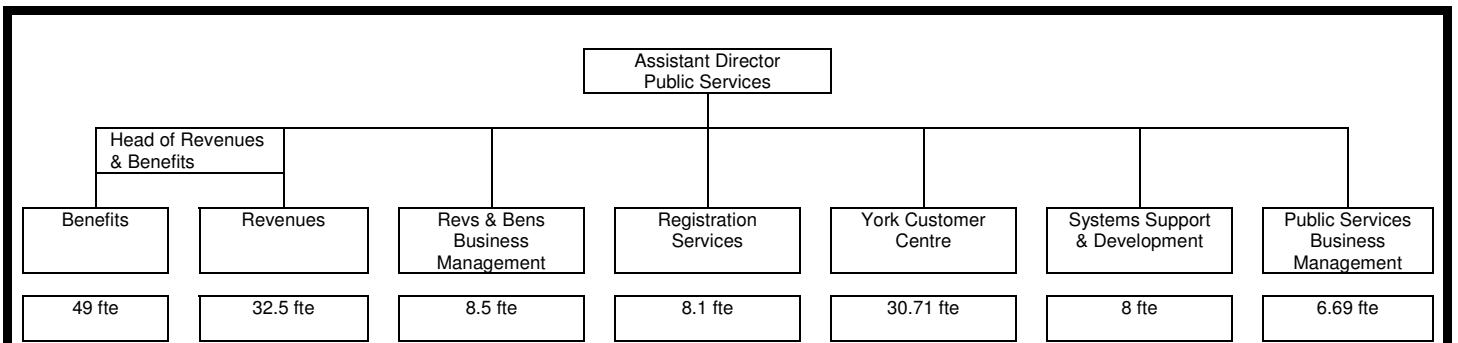 Assistant Director
Public Services
Head of Revenues
& Benefits
Benefits
Revenues
Revs & Bens
Business
Management
Registration
Services
York Customer
Centre
Systems Support
& Development
Public Services
Business
Management
49 fte
32.5 fte
8.5 fte
8.1 fte
30.71 fte
8 fte
6.69 fte